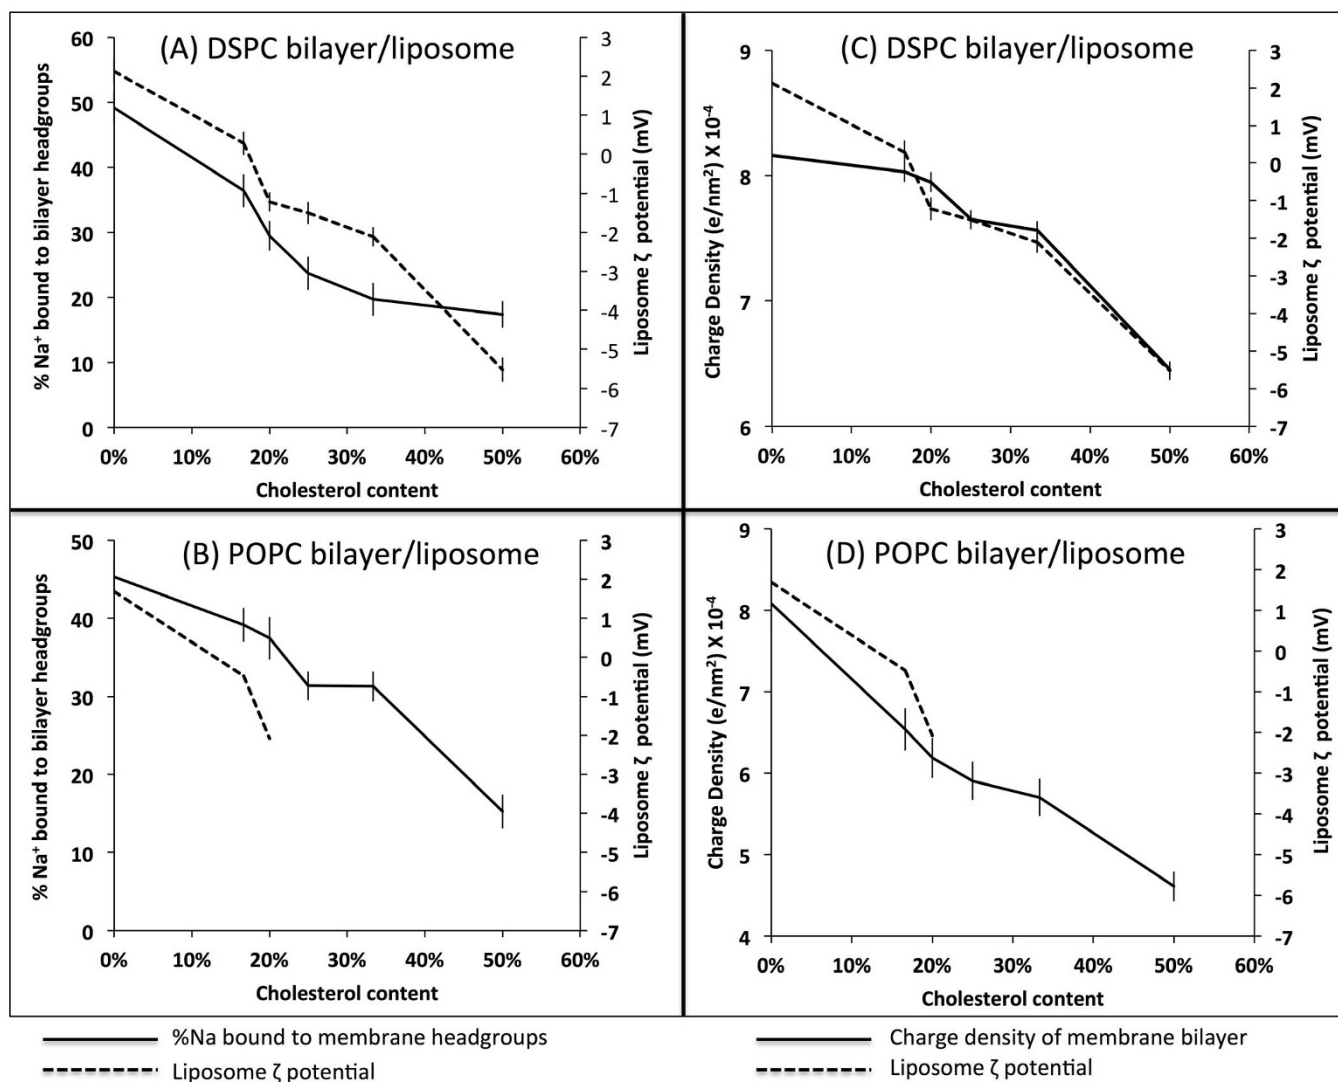 (A) DSPC bilayer/liposome
% Na⁺ bound to bilayer headgroups
60
50
40
30
20
10
0
3
2
1
0
-1
-2
-3
-4
-5
-6
-7
Liposome ζ potential (mV)
0% 10% 20% 30% 40% 50% 60%
Cholesterol content
(C) DSPC bilayer/liposome
Charge Density (e/nm²) X 10⁻⁴
9
8
7
6
3
2
1
0
-1
-2
-3
-4
-5
-6
-7
Liposome ζ potential (mV)
0% 10% 20% 30% 40% 50% 60%
Cholesterol content
(B) POPC bilayer/liposome
% Na⁺ bound to bilayer headgroups
50
40
30
20
10
0
3
2
1
0
-1
-2
-3
-4
-5
-6
-7
Liposome ζ potential (mV)
0% 10% 20% 30% 40% 50% 60%
Cholesterol content
(D) POPC bilayer/liposome
Charge Density (e/nm²) X 10⁻⁴
9
8
7
6
5
4
3
2
1
0
-1
-2
-3
-4
-5
-6
-7
Liposome ζ potential (mV)
0% 10% 20% 30% 40% 50% 60%
Cholesterol content
%Na bound to membrane headgroups
Liposome ζ potential
Charge density of membrane bilayer
Liposome ζ potential